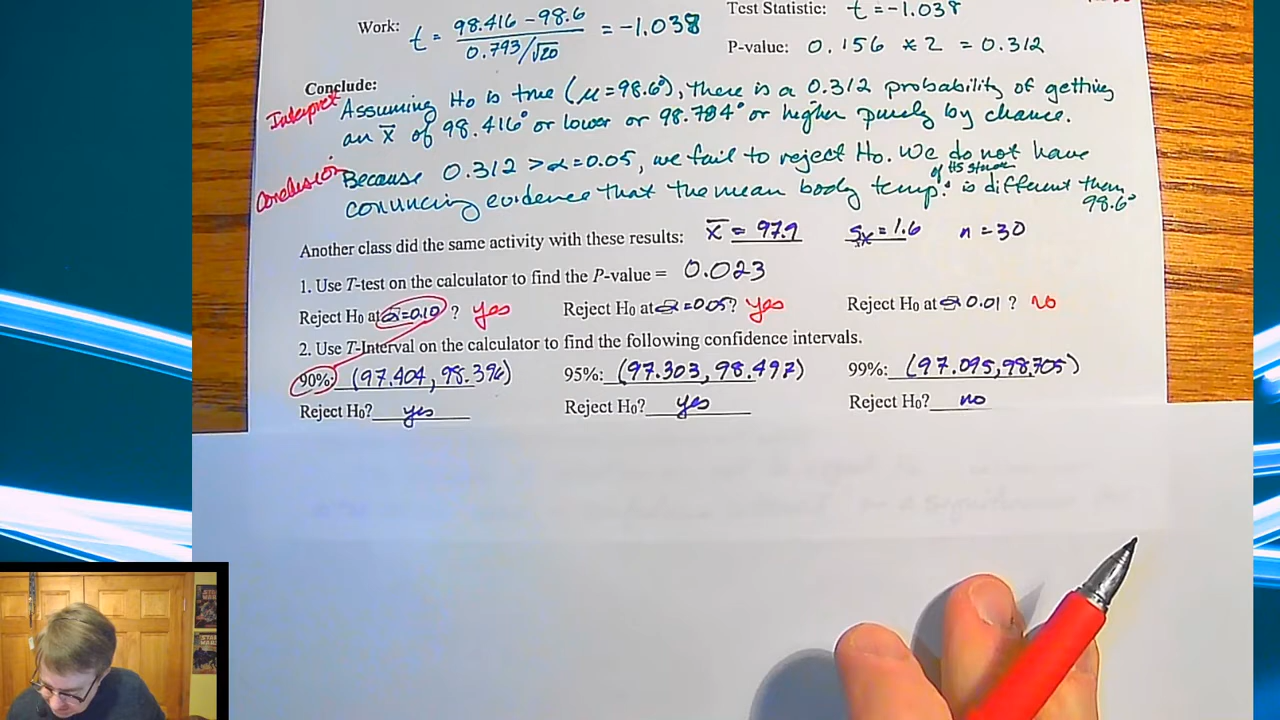 Work: t = 98.416 - 98.6 / 0.793/√20 = -1.038
Test Statistic: t = -1.038
P-value: 0.156 × 2 = 0.312
Conclude:
Interpret
Assuming Ho is true (μ = 98.6°), there is a 0.312 probability of getting
an x̄ of 98.416° or lower or 98.784° or higher purely by chance.
Conclusion
Because 0.312 > α = 0.05, we fail to reject Ho. We do not have
convincing evidence that the mean body temp. of HS is different then
98.6°
Another class did the same activity with these results: x̄ = 97.9 Sx = 1.6 n = 30
1. Use T-test on the calculator to find the P-value = 0.023
Reject H0 at α = 0.10 ? yes Reject H0 at α = 0.05? yes Reject H0 at α 0.01 ? no
2. Use T-Interval on the calculator to find the following confidence intervals.
90%: (97.404, 98.396) 95%: (97.303, 98.497) 99%: (97.095, 98.705)
Reject H0? yes Reject H0? yes Reject H0? no